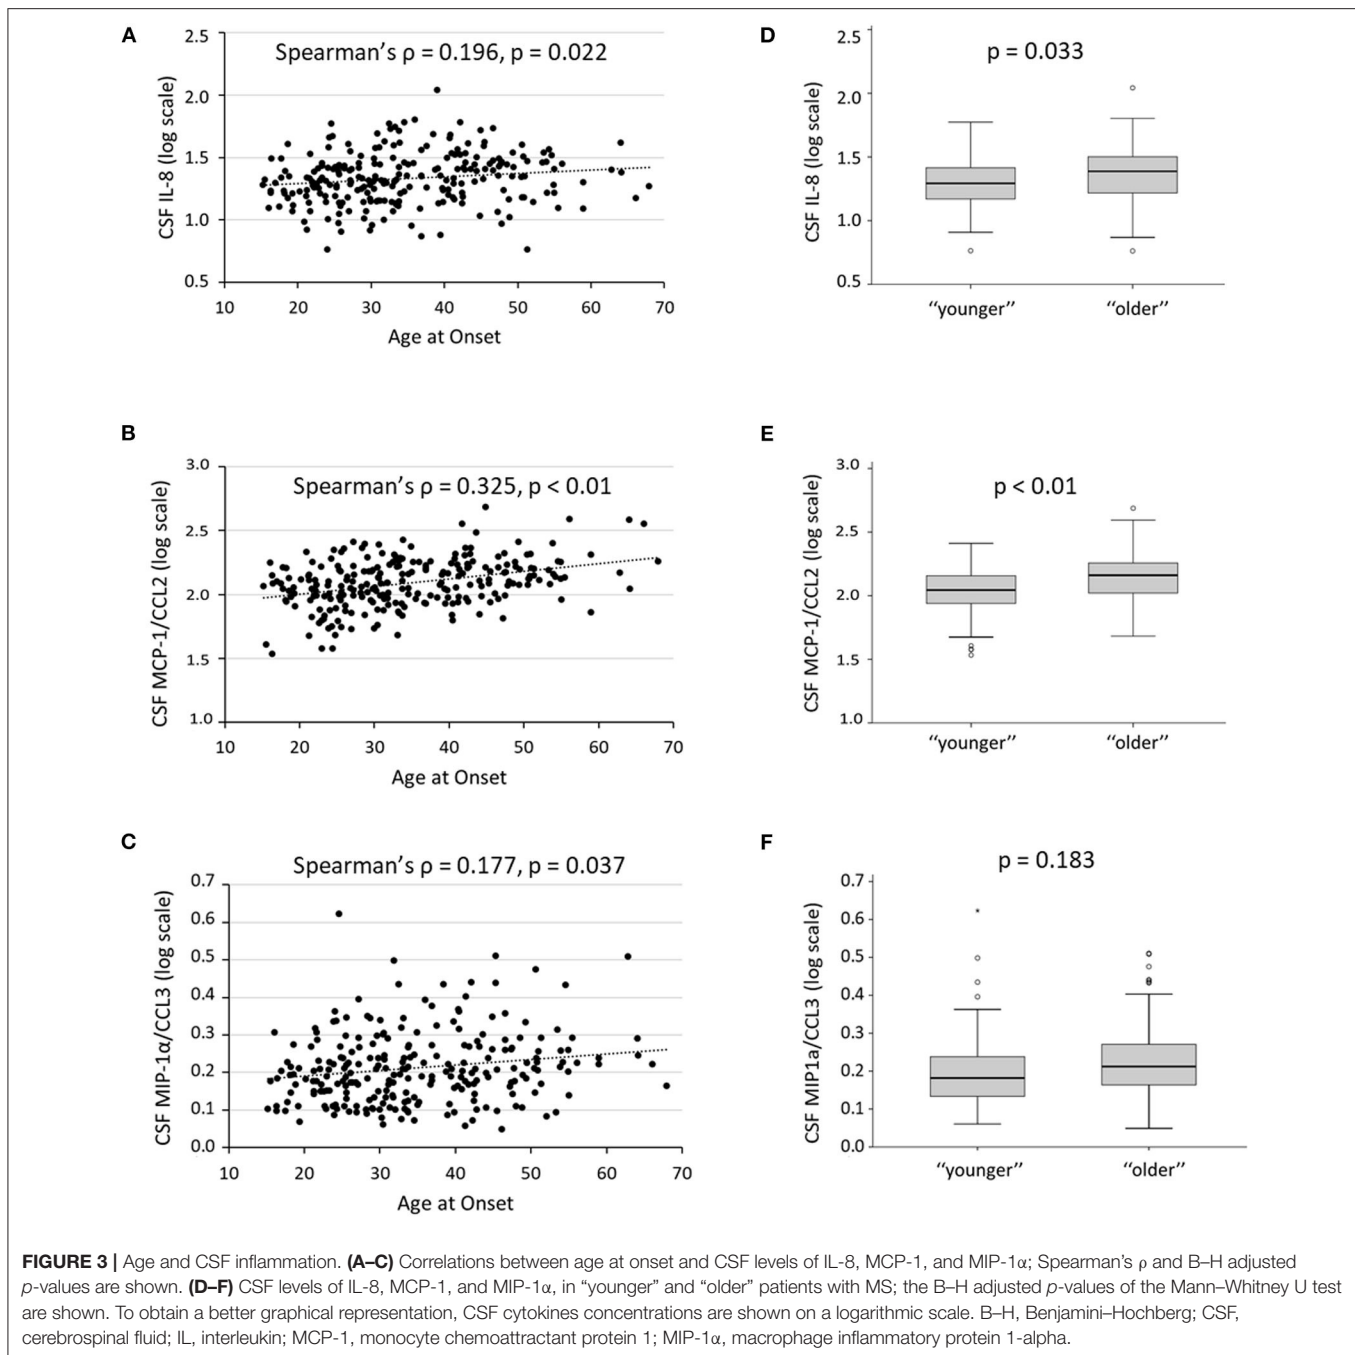 A
Spearman's ρ = 0.196, p = 0.022
CSF IL-8 (log scale)
2.5
2.0
1.5
1.0
0.5
10 20 30 40 50 60 70
Age at Onset
D
p = 0.033
CSF IL-8 (log scale)
2.5
2.0
1.5
1.0
0.5
“younger” “older”
B
Spearman's ρ = 0.325, p < 0.01
CSF MCP-1/CCL2 (log scale)
3.0
2.5
2.0
1.5
1.0
10 20 30 40 50 60 70
Age at Onset
E
p < 0.01
CSF MCP-1/CCL2 (log scale)
3.0
2.5
2.0
1.5
1.0
“younger” “older”
C
Spearman's ρ = 0.177, p = 0.037
CSF MIP-1α/CCL3 (log scale)
0.7
0.6
0.5
0.4
0.3
0.2
0.1
0.0
10 20 30 40 50 60 70
Age at Onset
F
p = 0.183
CSF MIP1a/CCL3 (log scale)
0.7
0.6
0.5
0.4
0.3
0.2
0.1
0.0
“younger” “older”
FIGURE 3 | Age and CSF inflammation. (A–C) Correlations between age at onset and CSF levels of IL-8, MCP-1, and MIP-1α; Spearman's ρ and B–H adjusted
p-values are shown. (D–F) CSF levels of IL-8, MCP-1, and MIP-1α, in “younger” and “older” patients with MS; the B–H adjusted p-values of the Mann–Whitney U test
are shown. To obtain a better graphical representation, CSF cytokines concentrations are shown on a logarithmic scale. B–H, Benjamini–Hochberg; CSF,
cerebrospinal fluid; IL, interleukin; MCP-1, monocyte chemoattractant protein 1; MIP-1α, macrophage inflammatory protein 1-alpha.